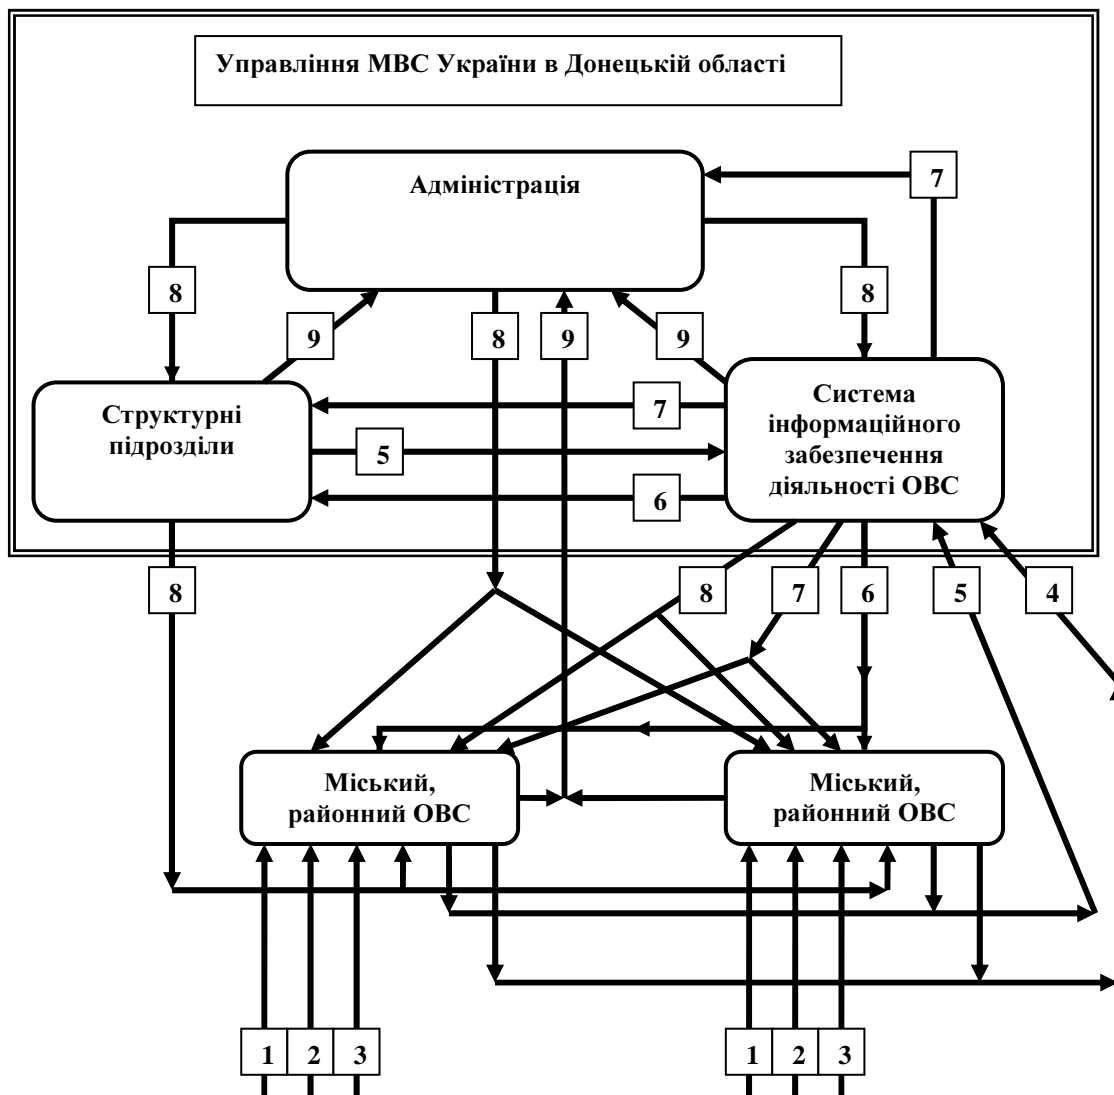 Управління МВС України в Донецькій області
Адміністрація
7
8
8
9
8
9
9
Структурні
підрозділи
Система
інформаційного
забезпечення
діяльності ОВС
7
5
6
8
8
7
6
5
4
Міський,
районний ОВС
Міський,
районний ОВС
1
2
3
1
2
3